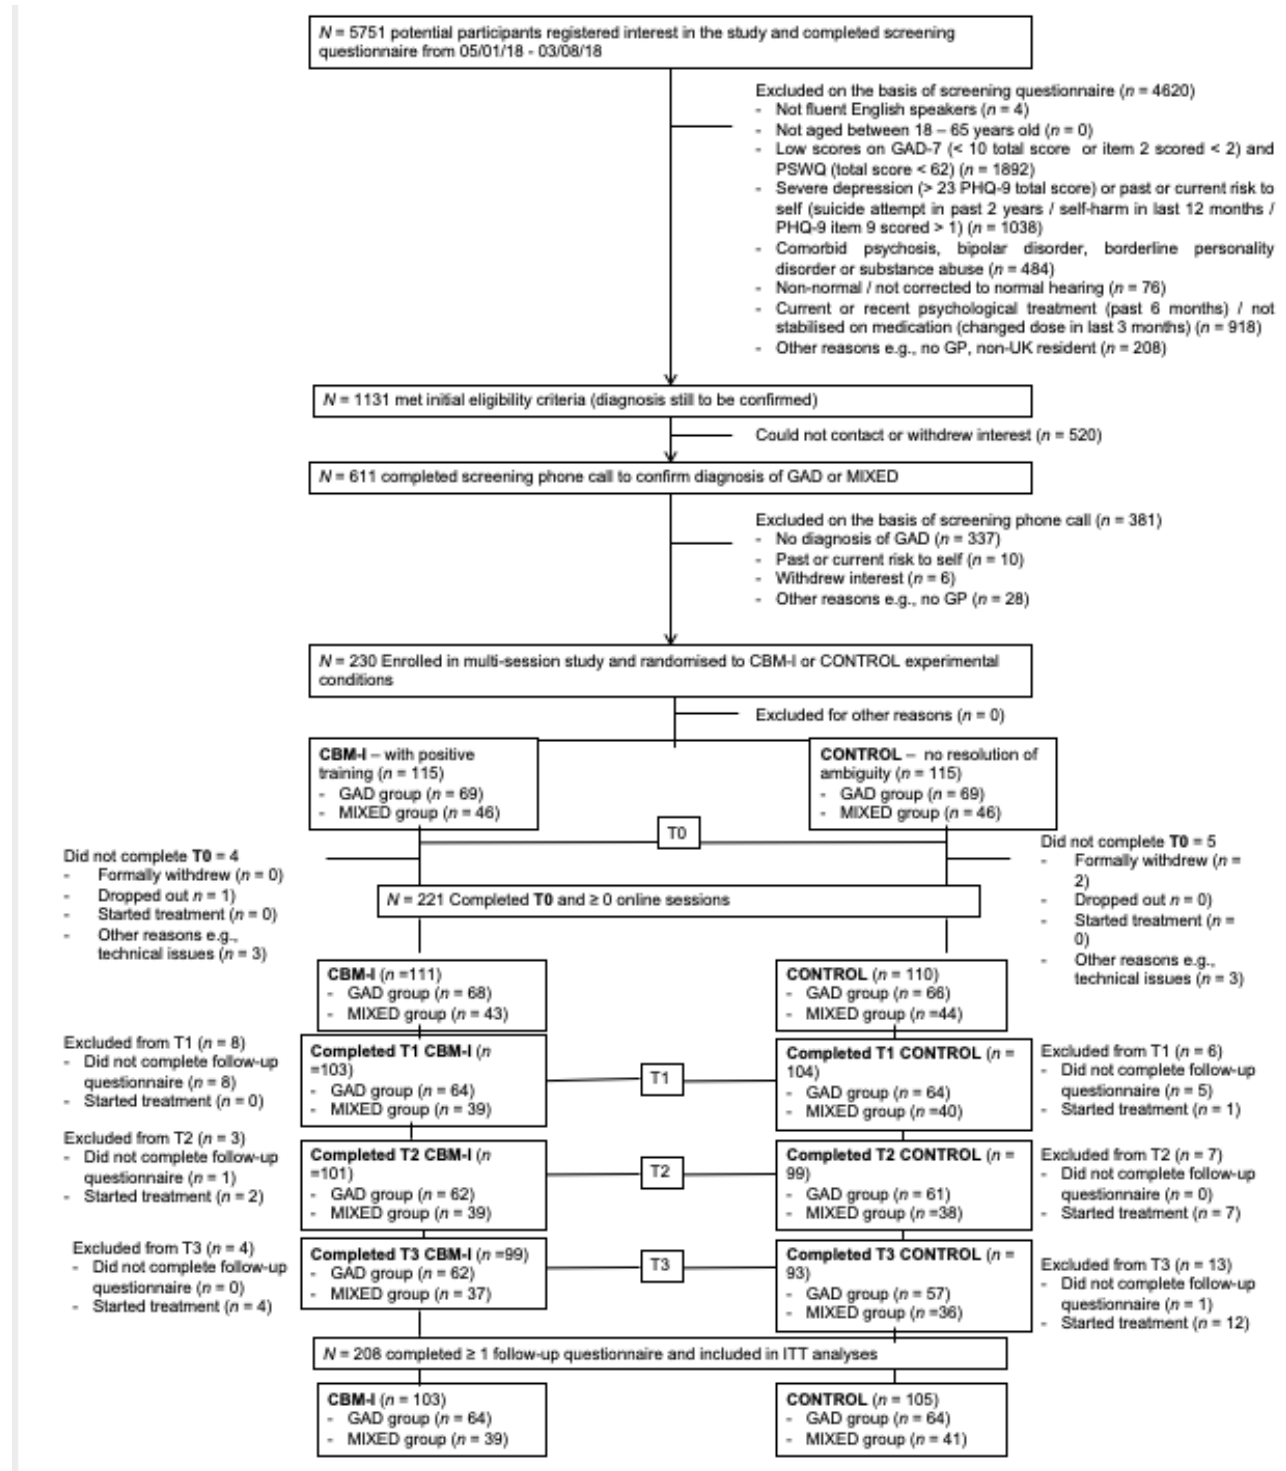 N = 5751 potential participants registered interest in the study and completed screening
questionnaire from 05/01/18 - 03/08/18
Excluded on the basis of screening questionnaire (n = 4620)
- Not fluent English speakers (n = 4)
- Not aged between 18 – 65 years old (n = 0)
- Low scores on GAD-7 (< 10 total score or item 2 scored < 2) and
PSWQ (total score < 62) (n = 1892)
- Severe depression (> 23 PHQ-9 total score) or past or current risk to
self (suicide attempt in past 2 years / self-harm in last 12 months /
PHQ-9 item 9 scored > 1) (n = 1038)
- Comorbid psychosis, bipolar disorder, borderline personality
disorder or substance abuse (n = 484)
- Non-normal / not corrected to normal hearing (n = 76)
- Current or recent psychological treatment (past 6 months) / not
stabilised on medication (changed dose in last 3 months) (n = 918)
- Other reasons e.g., no GP, non-UK resident (n = 208)
N = 1131 met initial eligibility criteria (diagnosis still to be confirmed)
Could not contact or withdrew interest (n = 520)
N = 611 completed screening phone call to confirm diagnosis of GAD or MIXED
Excluded on the basis of screening phone call (n = 381)
- No diagnosis of GAD (n = 337)
- Past or current risk to self (n = 10)
- Withdrew interest (n = 6)
- Other reasons e.g., no GP (n = 28)
N = 230 Enrolled in multi-session study and randomised to CBM-I or CONTROL experimental
conditions
Excluded for other reasons (n = 0)
CBM-I – with positive
training (n = 115)
- GAD group (n = 69)
- MIXED group (n = 46)
CONTROL – no resolution of
ambiguity (n = 115)
- GAD group (n = 69)
- MIXED group (n = 46)
T0
Did not complete T0 = 4
- Formally withdrew (n = 0)
- Dropped out n = 1)
- Started treatment (n = 0)
- Other reasons e.g.,
technical issues (n = 3)
Did not complete T0 = 5
- Formally withdrew (n =
2)
- Dropped out n = 0)
- Started treatment (n =
0)
- Other reasons e.g.,
technical issues (n = 3)
N = 221 Completed T0 and ≥ 0 online sessions
CBM-I (n =111)
- GAD group (n = 68)
- MIXED group (n = 43)
CONTROL (n = 110)
- GAD group (n = 66)
- MIXED group (n =44)
Excluded from T1 (n = 8)
- Did not complete follow-up
questionnaire (n = 8)
- Started treatment (n = 0)
Completed T1 CBM-I (n
=103)
- GAD group (n = 64)
- MIXED group (n = 39)
T1
Completed T1 CONTROL (n =
104)
- GAD group (n = 64)
- MIXED group (n =40)
Excluded from T1 (n = 6)
- Did not complete follow-up
questionnaire (n = 5)
- Started treatment (n = 1)
Excluded from T2 (n = 3)
- Did not complete follow-up
questionnaire (n = 1)
- Started treatment (n = 2)
Completed T2 CBM-I (n
=101)
- GAD group (n = 62)
- MIXED group (n = 39)
T2
Completed T2 CONTROL (n =
99)
- GAD group (n = 61)
- MIXED group (n =38)
Excluded from T2 (n = 7)
- Did not complete follow-up
questionnaire (n = 0)
- Started treatment (n = 7)
Excluded from T3 (n = 4)
- Did not complete follow-up
questionnaire (n = 0)
- Started treatment (n = 4)
Completed T3 CBM-I (n =99)
- GAD group (n = 62)
- MIXED group (n = 37)
T3
Completed T3 CONTROL (n =
93)
- GAD group (n = 57)
- MIXED group (n =36)
Excluded from T3 (n = 13)
- Did not complete follow-up
questionnaire (n = 1)
- Started treatment (n = 12)
N = 208 completed ≥ 1 follow-up questionnaire and included in ITT analyses
CBM-I (n = 103)
- GAD group (n = 64)
- MIXED group (n = 39)
CONTROL (n = 105)
- GAD group (n = 64)
- MIXED group (n = 41)